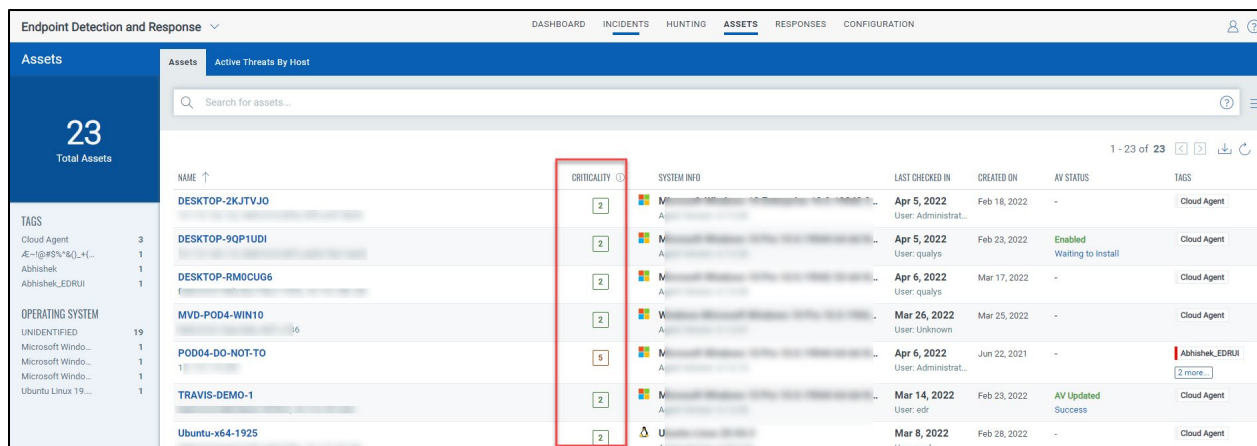 Endpoint Detection and Response
DASHBOARD INCIDENTS HUNTING ASSETS RESPONSES CONFIGURATION
Assets
Assets Active Threats By Host
Search for assets...
23
Total Assets
1 - 23 of 23
NAME CRITICALITY SYSTEM INFO LAST CHECKED IN CREATED ON AV STATUS TAGS
DESKTOP-2KJTVJO 2 Apr 5, 2022 Feb 18, 2022 - Cloud Agent
User: Administrat...
TAGS
Cloud Agent 3
Æ~!@#$%^&()_+{... 1
Abhishek 1
Abhishek_EDRUI 1
DESKTOP-9QP1UDI 2 Apr 5, 2022 Feb 23, 2022 Enabled Cloud Agent
User: qualys Waiting to Install
DESKTOP-RMOCUG6 2 Apr 6, 2022 Mar 17, 2022 - Cloud Agent
User: qualys
OPERATING SYSTEM
UNIDENTIFIED 19
Microsoft Windo... 1
Microsoft Windo... 1
Microsoft Windo... 1
Ubuntu Linux 19.... 1
MVD-POD4-WIN10 2 Mar 26, 2022 Mar 25, 2022 - Cloud Agent
User: Unknown
POD04-DO-NOT-TO 5 Apr 6, 2022 Jun 22, 2021 - Abhishek_EDRUI
User: Administrat... 2 more...
TRAVIS-DEMO-1 2 Mar 14, 2022 Feb 23, 2022 AV Updated Cloud Agent
User: edr Success
Ubuntu-x64-1925 2 Mar 8, 2022 Feb 28, 2022 - Cloud Agent